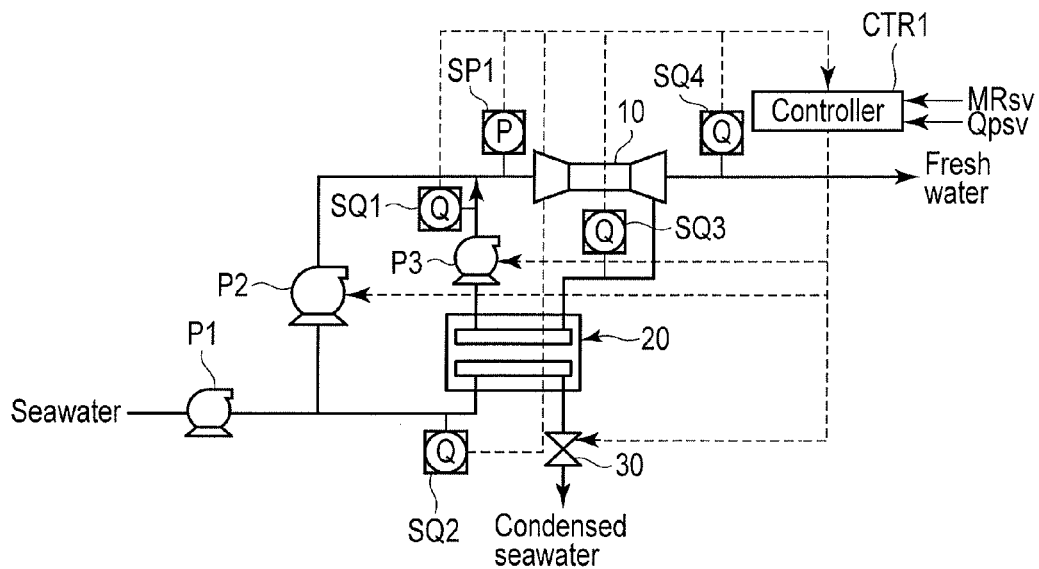 CTR1
SP1
SQ4
P
10
Q
Controller
MRsv
Qpsv
Fresh
water
SQ1
Q
Q
SQ3
P3
P2
20
P1
Seawater
Q
30
SQ2
Condensed
seawater